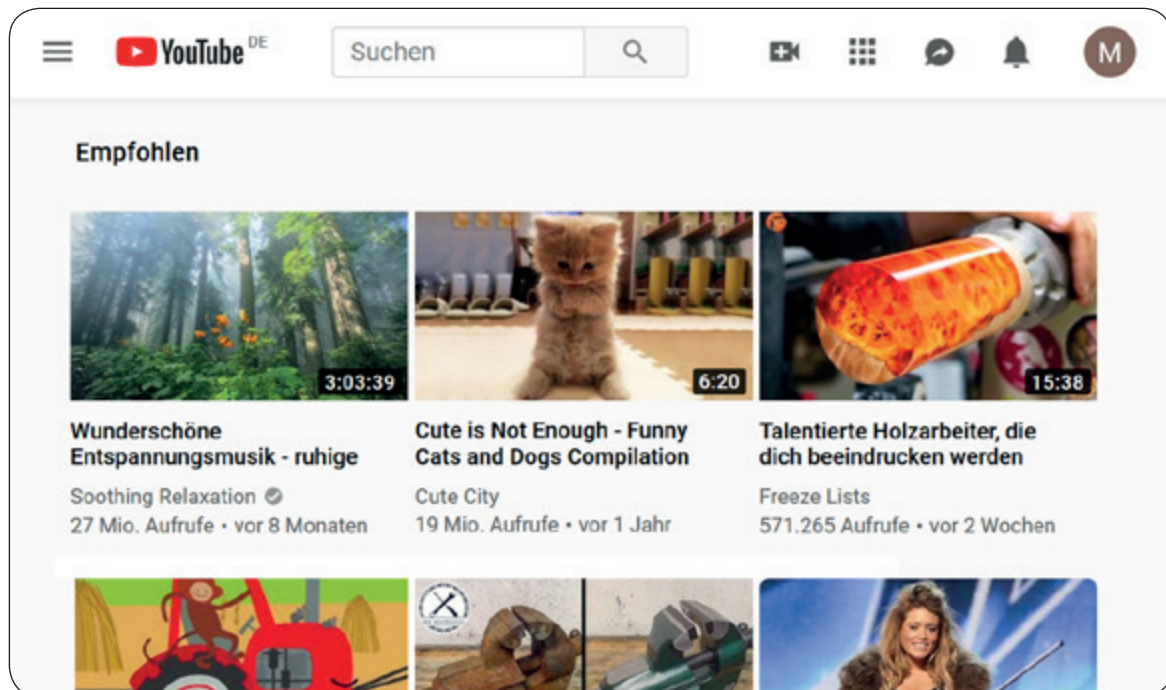 YouTube DE
Suchen
M
Empfohlen
3:03:39
6:20
15:38
Wunderschöne
Entspannungsmusik - ruhige
Soothing Relaxation
27 Mio. Aufrufe • vor 8 Monaten
Cute is Not Enough - Funny
Cats and Dogs Compilation
Cute City
19 Mio. Aufrufe • vor 1 Jahr
Talentierte Holzarbeiter, die
dich beeindrucken werden
Freeze Lists
571.265 Aufrufe • vor 2 Wochen